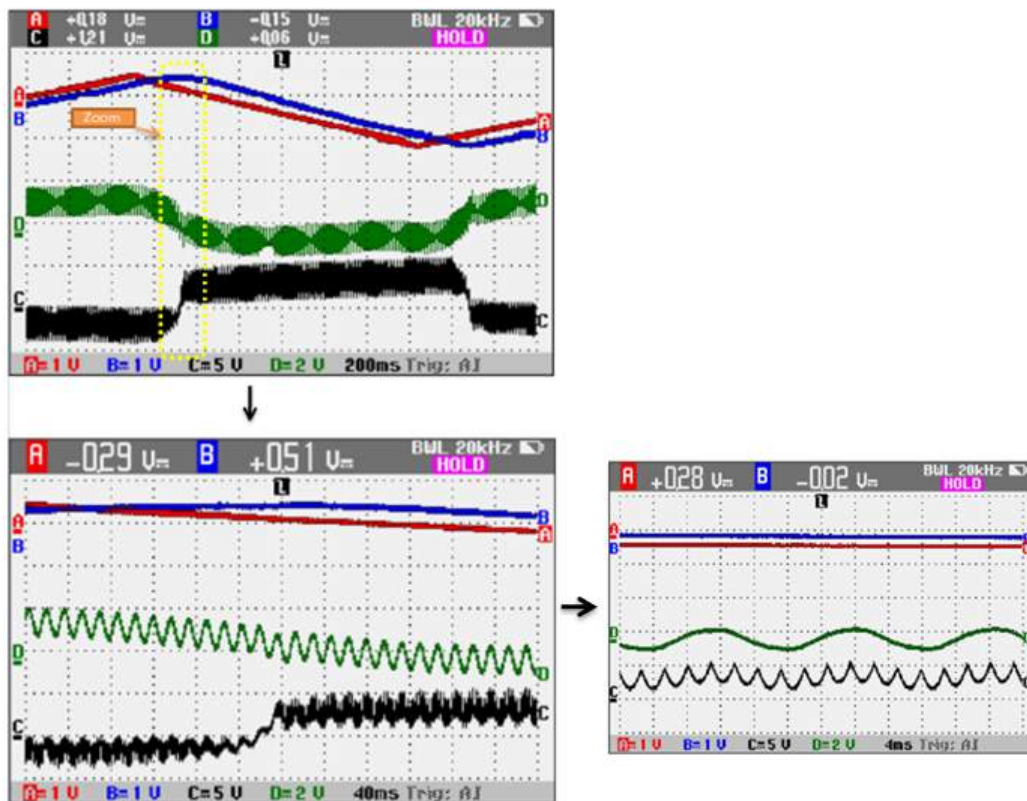 A +0.18 V B -0.15 V BWL 20kHz
C +1.21 V D +0.06 V HOLD
A
B
A
B
Zoom
D
D
C
C
A=1 V B=1 V C=5 V D=2 V 200ms Trig: A
A -0.29 V B +0.51 V BWL 20kHz
HOLD
A
B
B
A
D
D
C
C
A=1 V B=1 V C=5 V D=2 V 40ms Trig: A
A +0.28 V B -0.02 V BWL 20kHz
HOLD
A
B
D
C
A=1 V B=1 V C=5 V D=2 V 4ms Trig: A